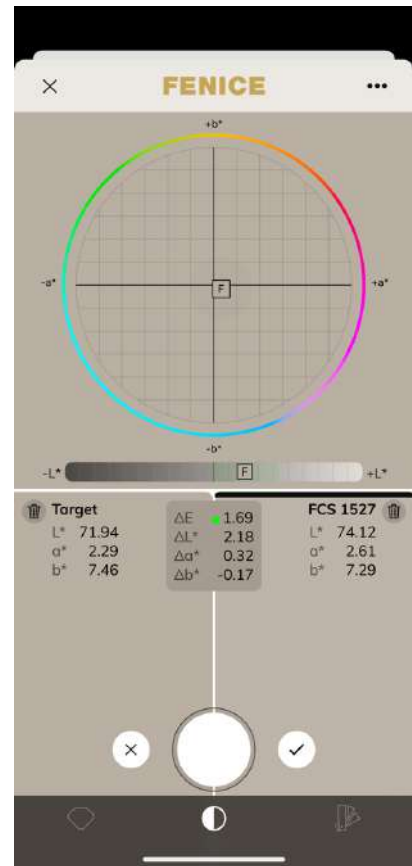 FENICE
+b*
-a*
+a*
F
-b*
-L*
F
+L*
Target
L* 71.94
a* 2.29
b* 7.46
ΔE 1.69
ΔL* 2.18
Δa* 0.32
Δb* -0.17
FCS 1527
L* 74.12
a* 2.61
b* 7.29